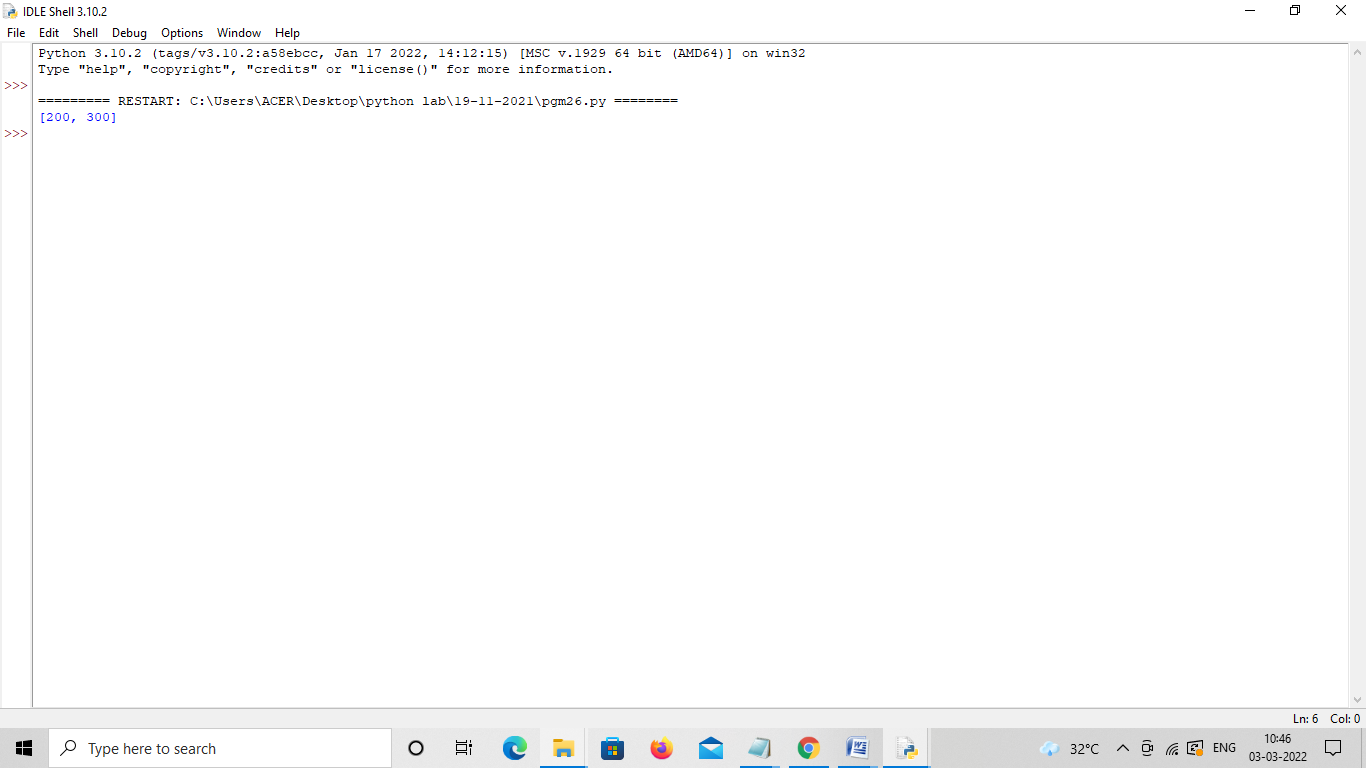 IDLE Shell 3.10.2
File Edit Shell Debug Options Window Help
Python 3.10.2 (tags/v3.10.2:a58ebcc, Jan 17 2022, 14:12:15) [MSC v.1929 64 bit (AMD64)] on win32
Type "help", "copyright", "credits" or "license()" for more information.
>>>
========= RESTART: C:\Users\ACER\Desktop\python lab\19-11-2021\pgm26.py ========
[200, 300]
>>>
Ln: 6 Col: 0
Type here to search
32°C
ENG
10:46
03-03-2022